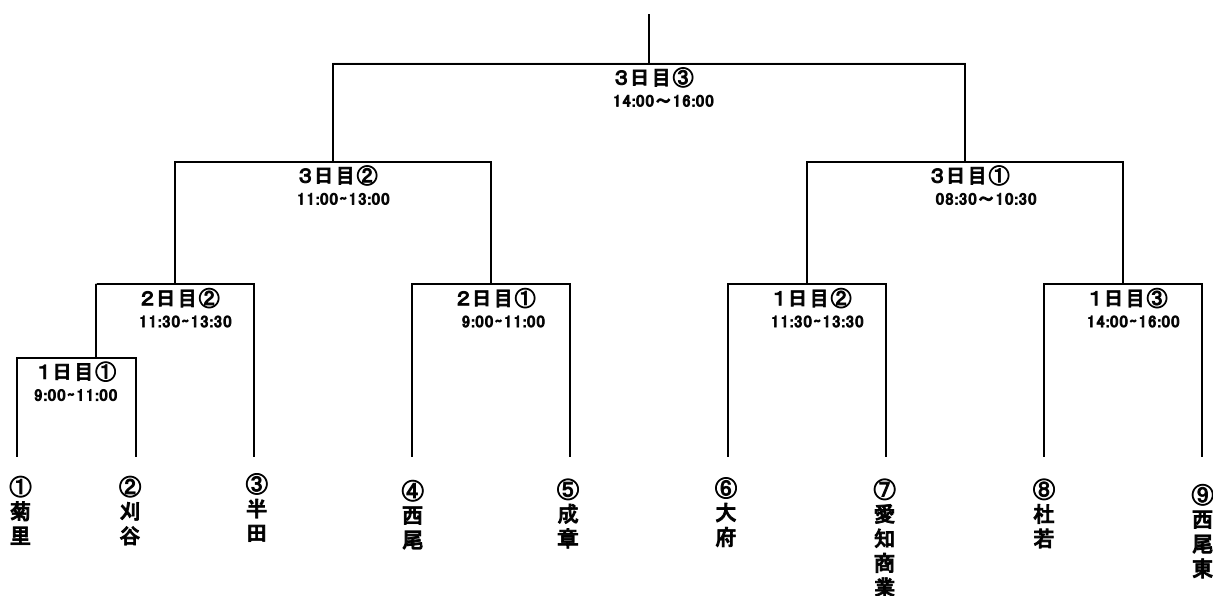 3日目③
14:00～16:00
3日目②
11:00~13:00
3日目①
08:30～10:30
2日目②
11:30~13:30
2日目①
9:00~11:00
1日目②
11:30~13:30
1日目③
14:00~16:00
1日目①
9:00~11:00
①菊里
②刈谷
③半田
④西尾
⑤成章
⑥大府
⑦愛知商業
⑧杜若
⑨西尾東